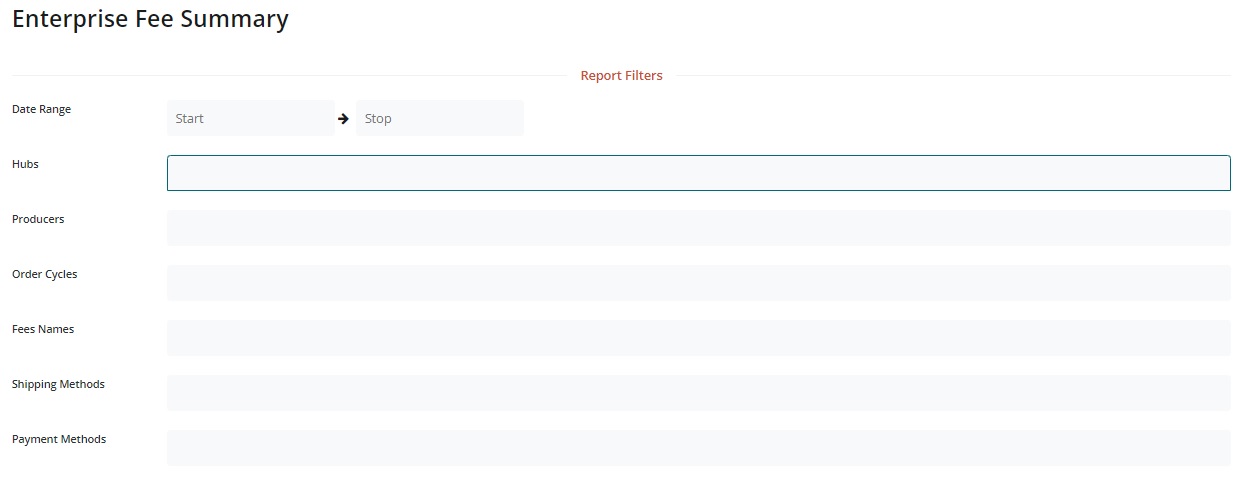 Enterprise Fee Summary
Report Filters
Date Range
Start
Stop
Hubs
Producers
Order Cycles
Fees Names
Shipping Methods
Payment Methods